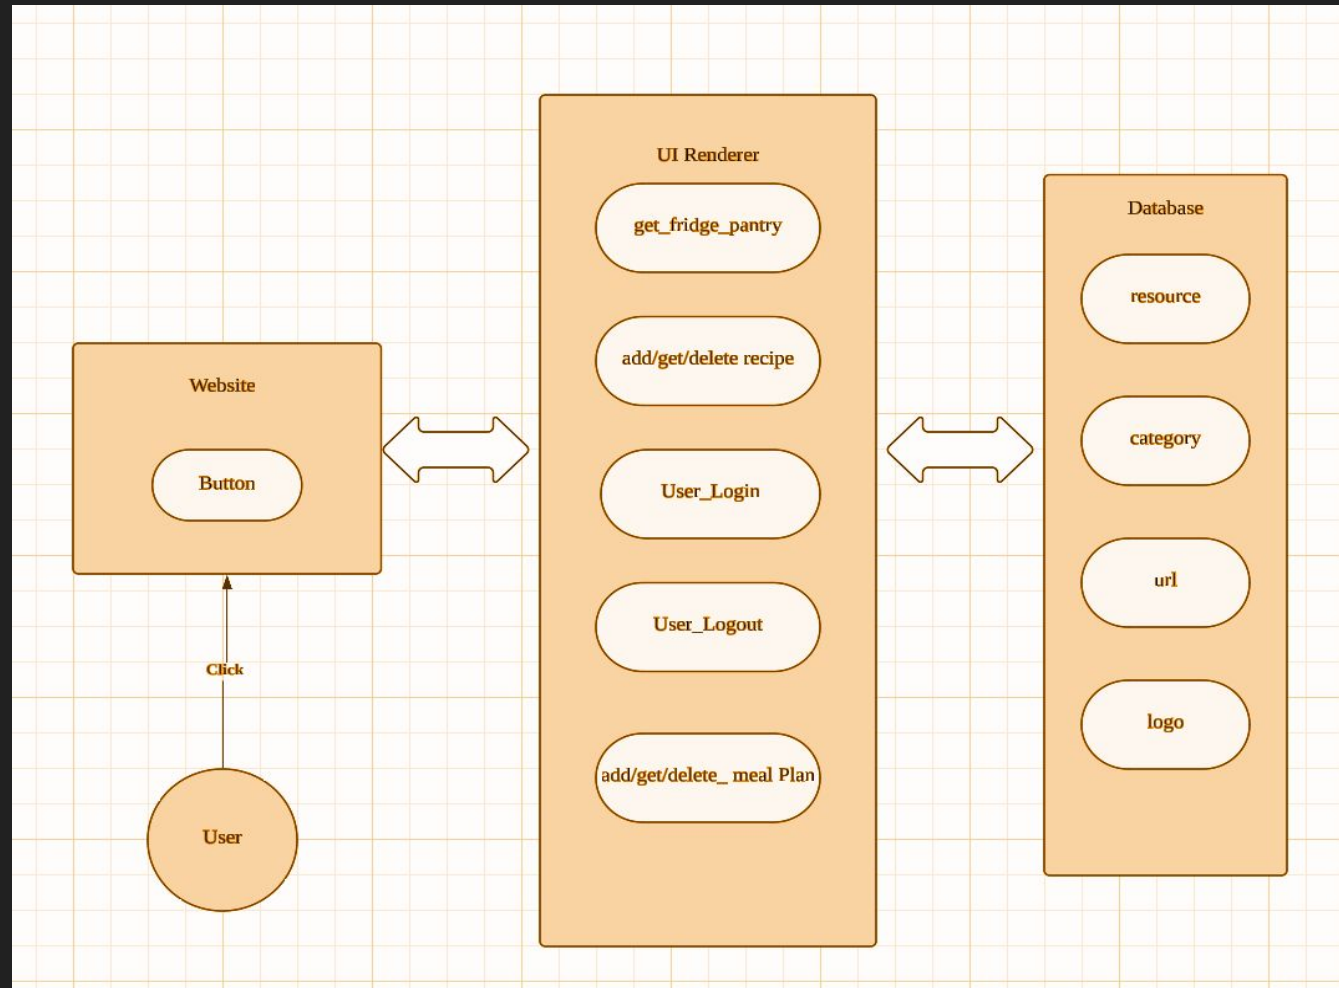 UI Renderer
get_fridge_pantry
add/get/delete recipe
User_Login
User_Logout
add/get/delete_ meal Plan
Database
resource
category
url
logo
Website
Button
Click
User